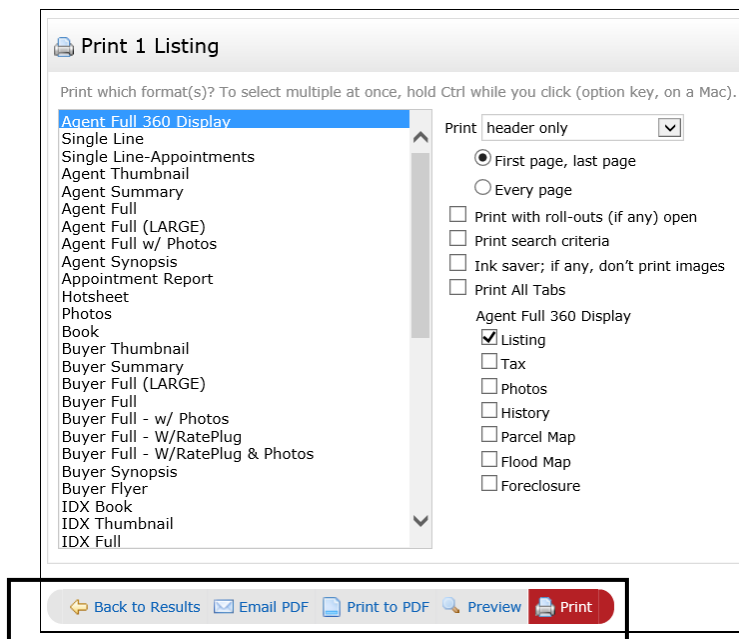 Print 1 Listing
Print which format(s)? To select multiple at once, hold Ctrl while you click (option key, on a Mac).
Agent Full 360 Display
Single Line
Single Line-Appointments
Agent Thumbnail
Agent Summary
Agent Full
Agent Full (LARGE)
Agent Full w/ Photos
Agent Synopsis
Appointment Report
Hotsheet
Photos
Book
Buyer Thumbnail
Buyer Summary
Buyer Full (LARGE)
Buyer Full
Buyer Full - w/ Photos
Buyer Full - W/RatePlug
Buyer Full - W/RatePlug & Photos
Buyer Synopsis
Buyer Flyer
IDX Book
IDX Thumbnail
IDX Full
Print header only
First page, last page
Every page
Print with roll-outs (if any) open
Print search criteria
Ink saver; if any, don't print images
Print All Tabs
Agent Full 360 Display
Listing
Tax
Photos
History
Parcel Map
Flood Map
Foreclosure
Back to Results Email PDF Print to PDF Preview Print